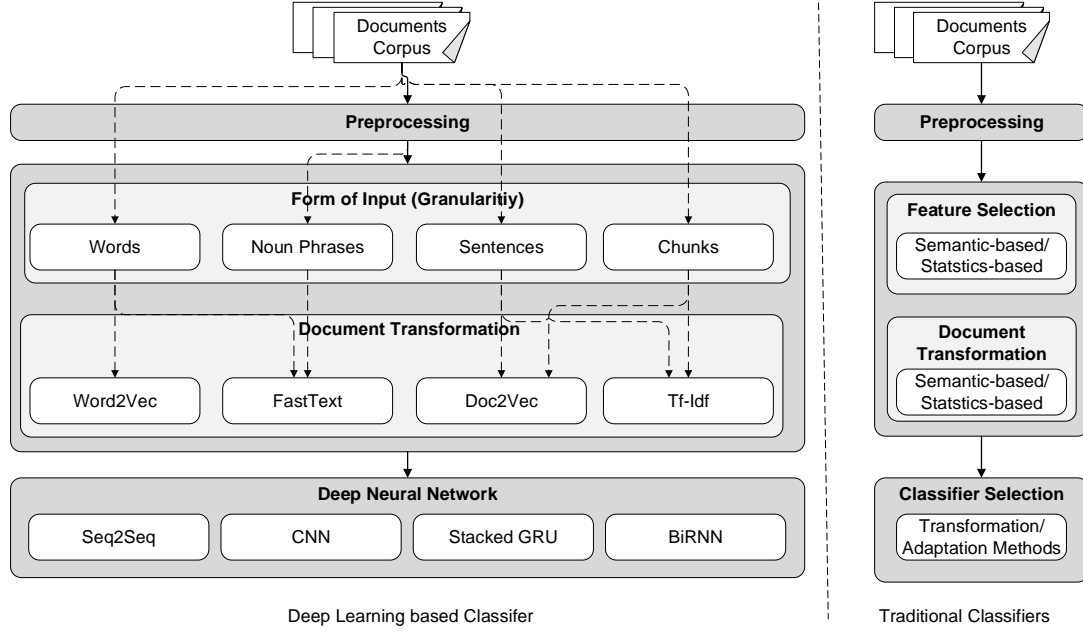 Documents
Corpus
Preprocessing
Form of Input (Granularitiy)
Words
Noun Phrases
Sentences
Chunks
Document Transformation
Word2Vec
FastText
Doc2Vec
Tf-Idf
Deep Neural Network
Seq2Seq
CNN
Stacked GRU
BiRNN
Deep Learning based Classifer
Documents
Corpus
Preprocessing
Feature Selection
Semantic-based/
Statstics-based
Document
Transformation
Semantic-based/
Statstics-based
Classifier Selection
Transformation/
Adaptation Methods
Traditional Classifiers